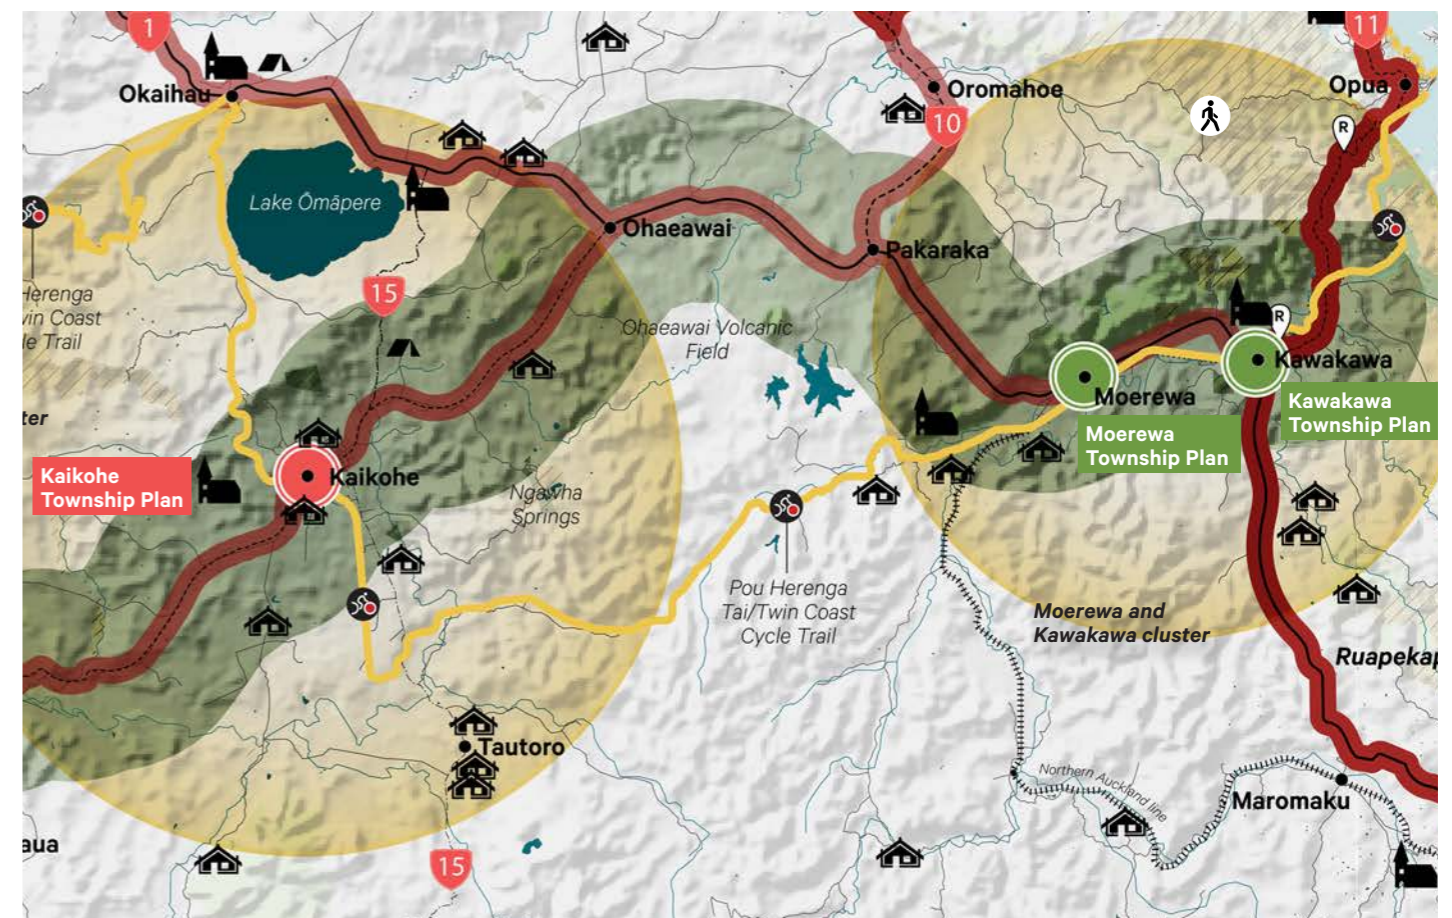 1
11
Okaihau
Oromahoe
Opua
R
10
Lake Ōmāpere
Ohaeawai
Pakaraka
15
Herenga
win Coast
le Trail
Ohaeawai Volcanic
Field
R
Kawakawa
Moerewa
Kawakawa
Township Plan
ter
Moerewa
Township Plan
Kaikohe
Township Plan
Kaikohe
Ngawha
Springs
Pou Herenga
Tai/Twin Coast
Cycle Trail
Moerewa and
Kawakawa cluster
Ruapekap
Tautoro
Northern Auckland line
Maromaku
aua
15